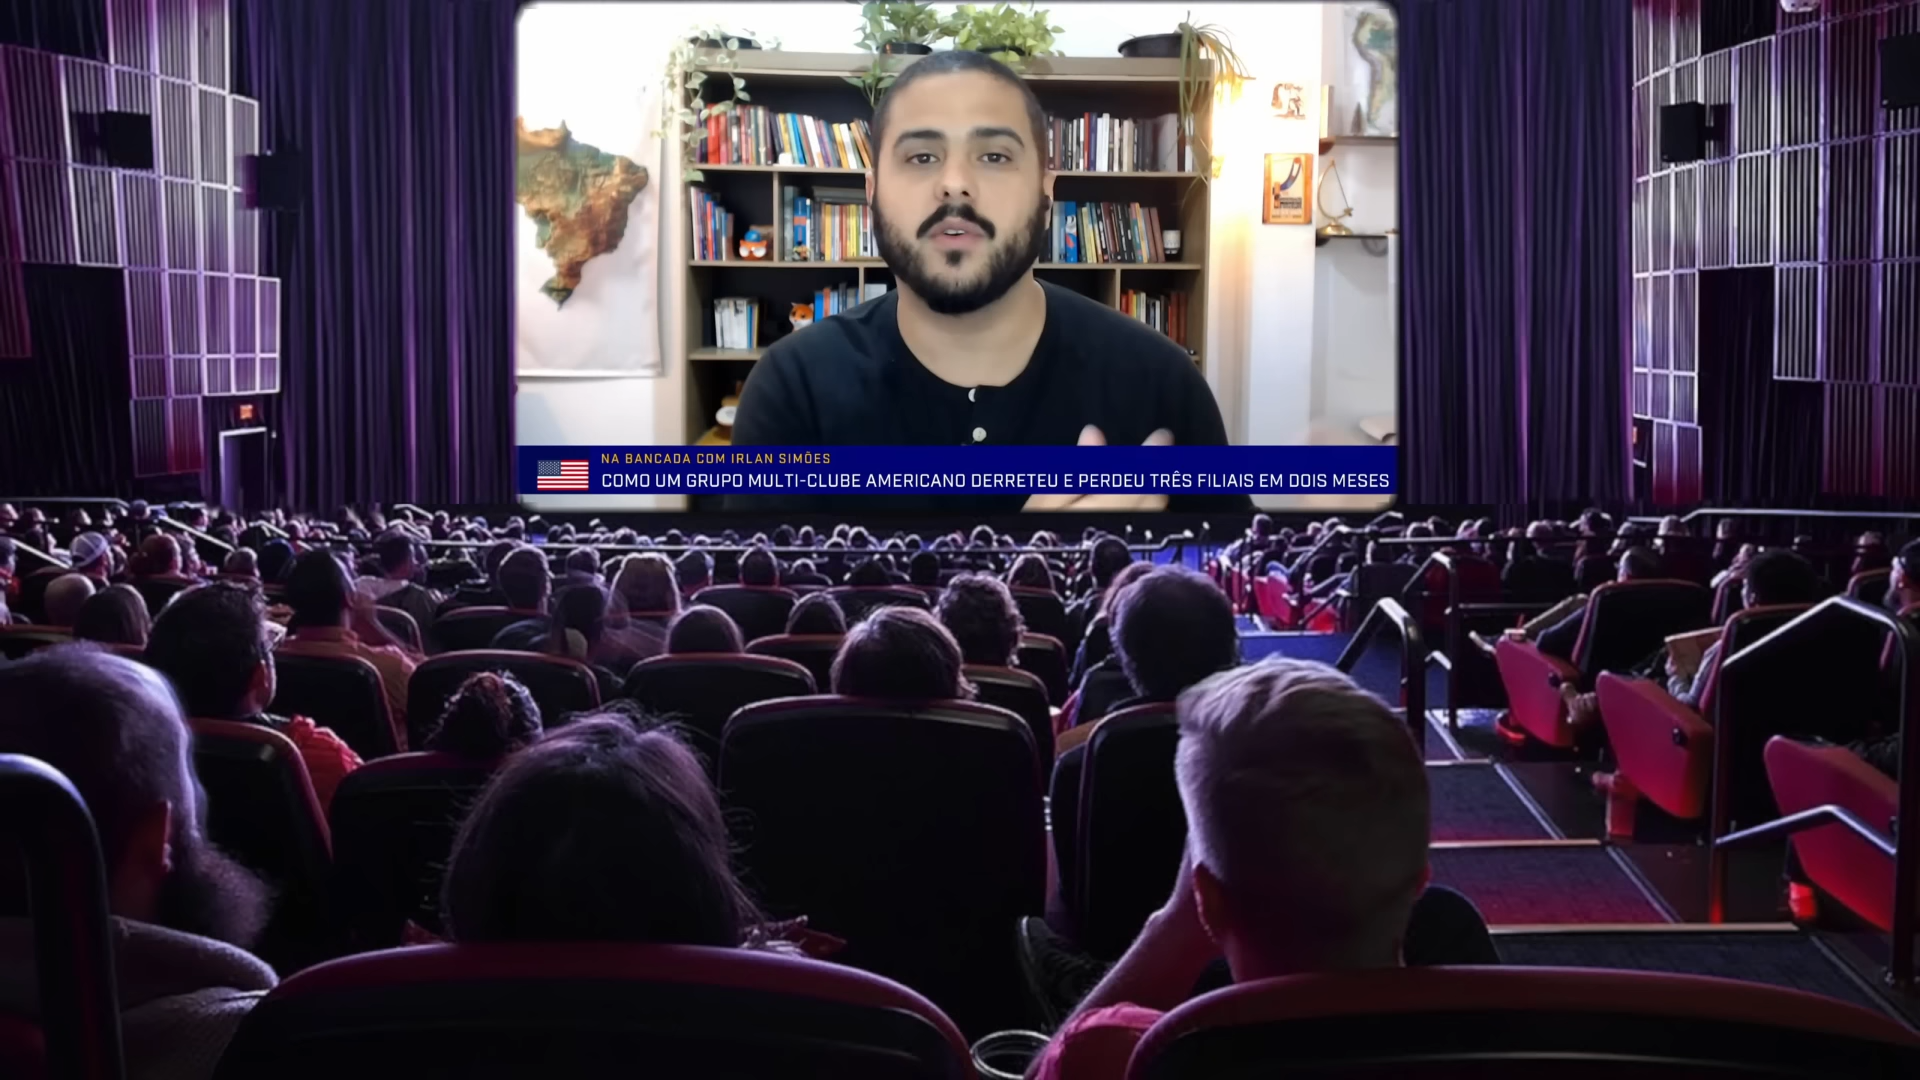 NA BANCADA COM IRLAN SIMÕES
COMO UM GRUPO MULTI-CLUBE AMERICANO DERRETEU E PERDEU TRÊS FILIAIS EM DOIS MESES